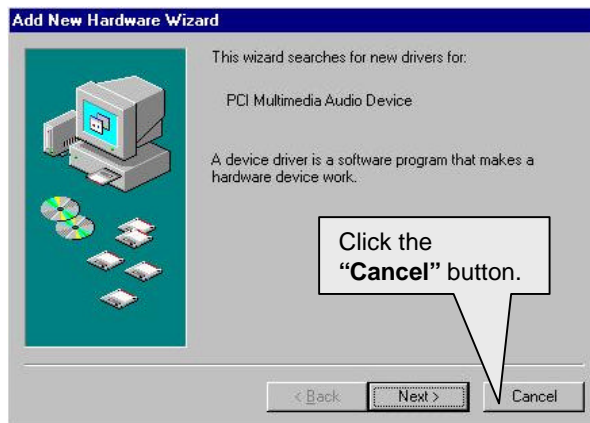 Add New Hardware Wizard
This wizard searches for new drivers for:
PCI Multimedia Audio Device
A device driver is a software program that makes a
hardware device work.
Click the
“Cancel” button.
< Back
Next >
Cancel